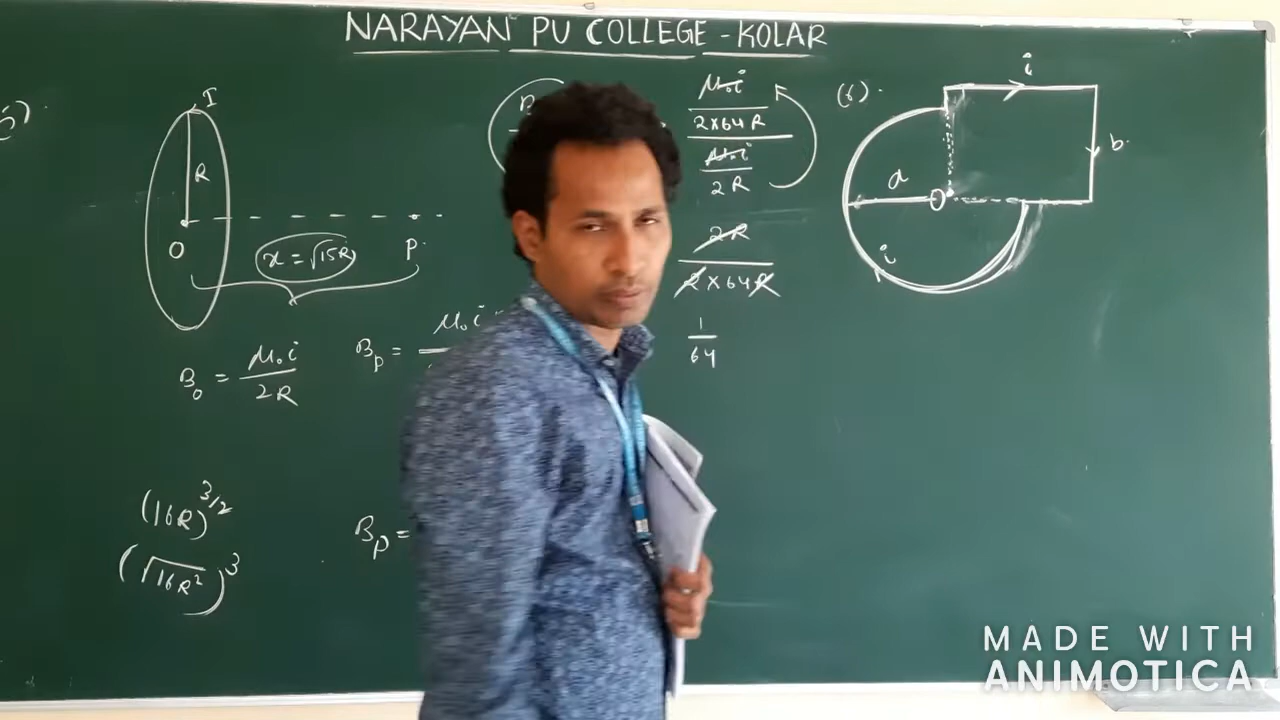 NARAYAN PU COLLEGE - KOLAR
5).
I
R
O
x = √15R
P.
B₀ = μ₀i / 2R
Bₚ = μ₀i
(16R)^3/2
(√16R²)^3
Bₚ =
B
μ₀i
2×64R
μ₀i
2R
2R
2×64R
1
64
(6).
i
b.
a
O
i
MADE WITH
ANIMOTICA